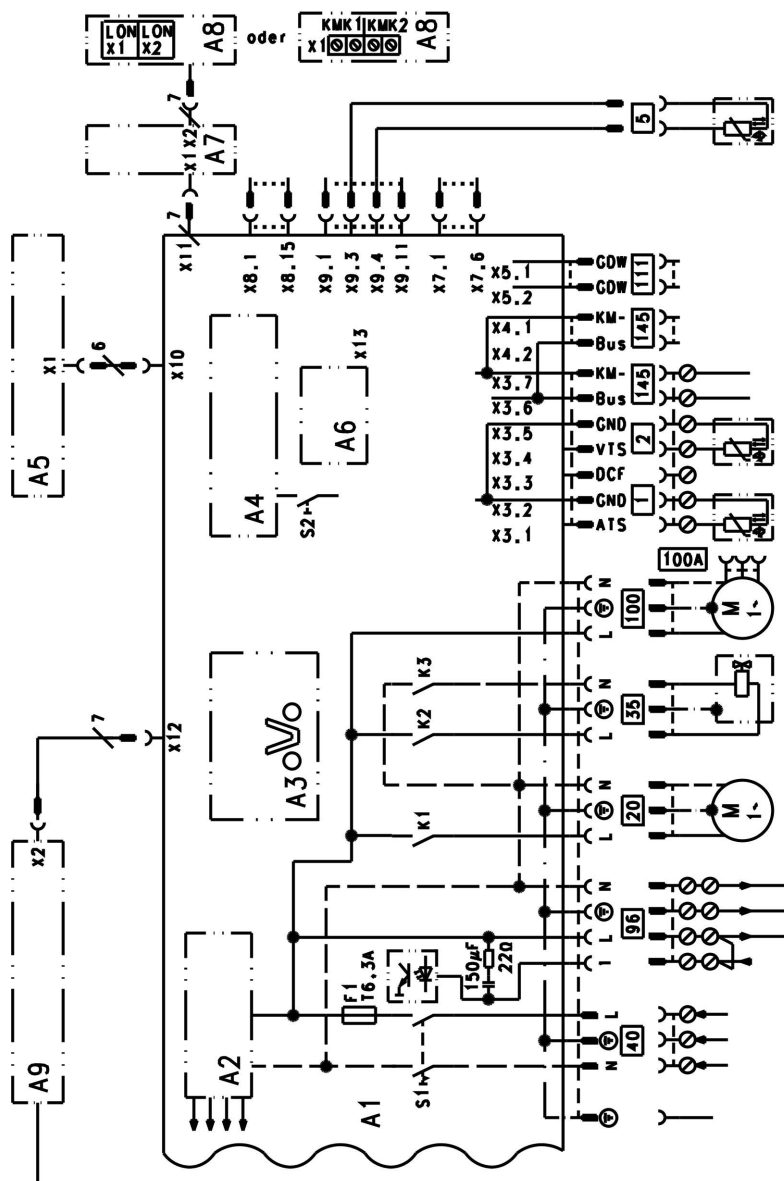 LON LON
X1 X2
A8
oder
KMK1 KMK2
X1
A8
7
X1 X2
A7
7
5
X11
X8.1
X8.15
X9.1
X9.3
X9.4
X9.11
X7.1
X7.6
A5
X1
6
X10
A4
S2
A6
X13
X5.1
X5.2
X4.1
X4.2
X3.7
X3.6
X3.5
X3.4
X3.3
X3.2
X3.1
COW
COW
111
KM-
Bus
145
KM-
Bus
145
GND
VTS
2
DCF
GND
ATS
1
100A
N
L
100
M
1~
X12
7
A3
K3
K2
K1
N
L
35
N
L
20
M
1~
A9
X2
A2
F1
T6.3A
150µF
22Ω
S1
A1
N
L
1
96
L
N
40